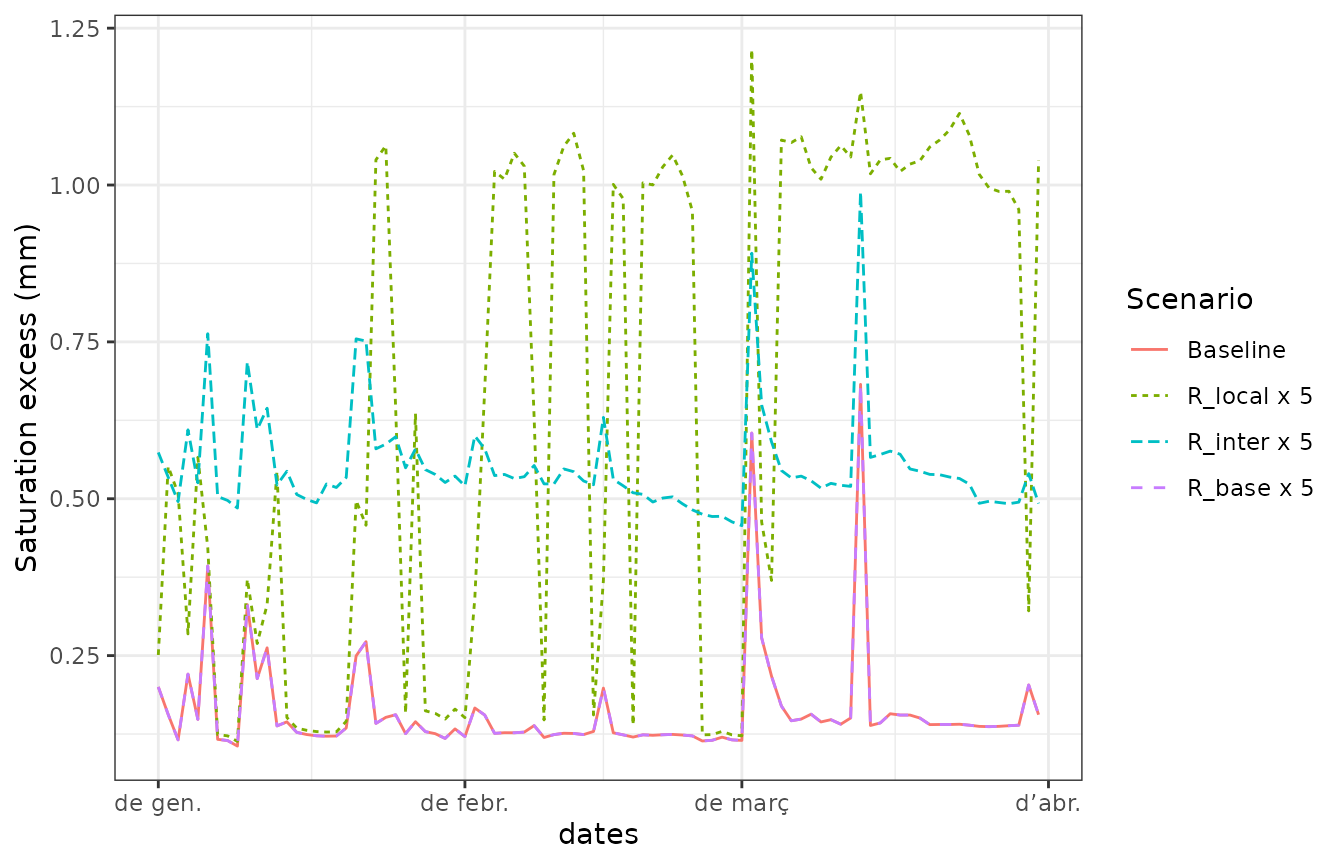 1.25
1.00
0.75
0.50
0.25
Saturation excess (mm)
de gen.
de febr.
de març
d’abr.
dates
Scenario
Baseline
R_local x 5
R_inter x 5
R_base x 5